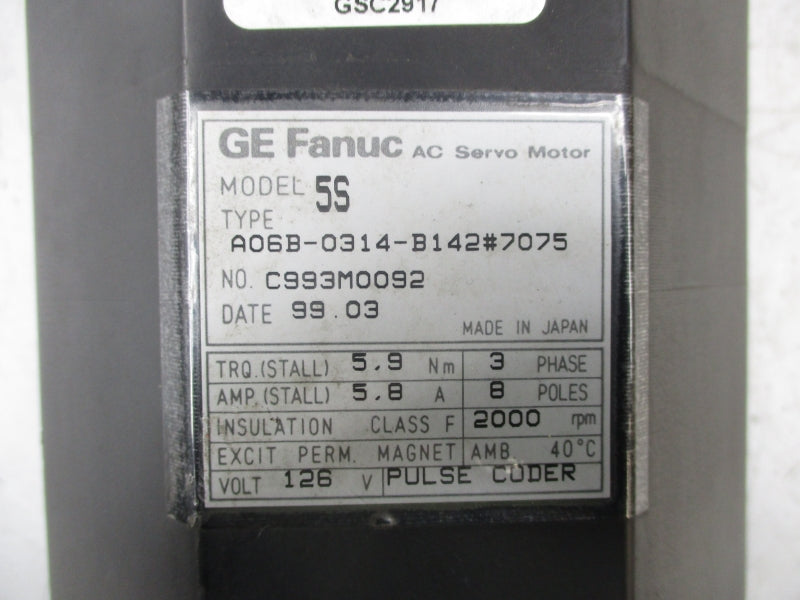 GSC2917
GE Fanuc AC Servo Motor
MODEL 5S
TYPE
A06B-0314-B142#7075
NO. C993M0092
DATE 99.03
MADE IN JAPAN
TRQ.(STALL) 5.9 Nm 3 PHASE
AMP.(STALL) 5.8 A 8 POLES
INSULATION CLASS F 2000 rpm
EXCIT PERM. MAGNET AMB. 40°C
VOLT 126 V PULSE CODER